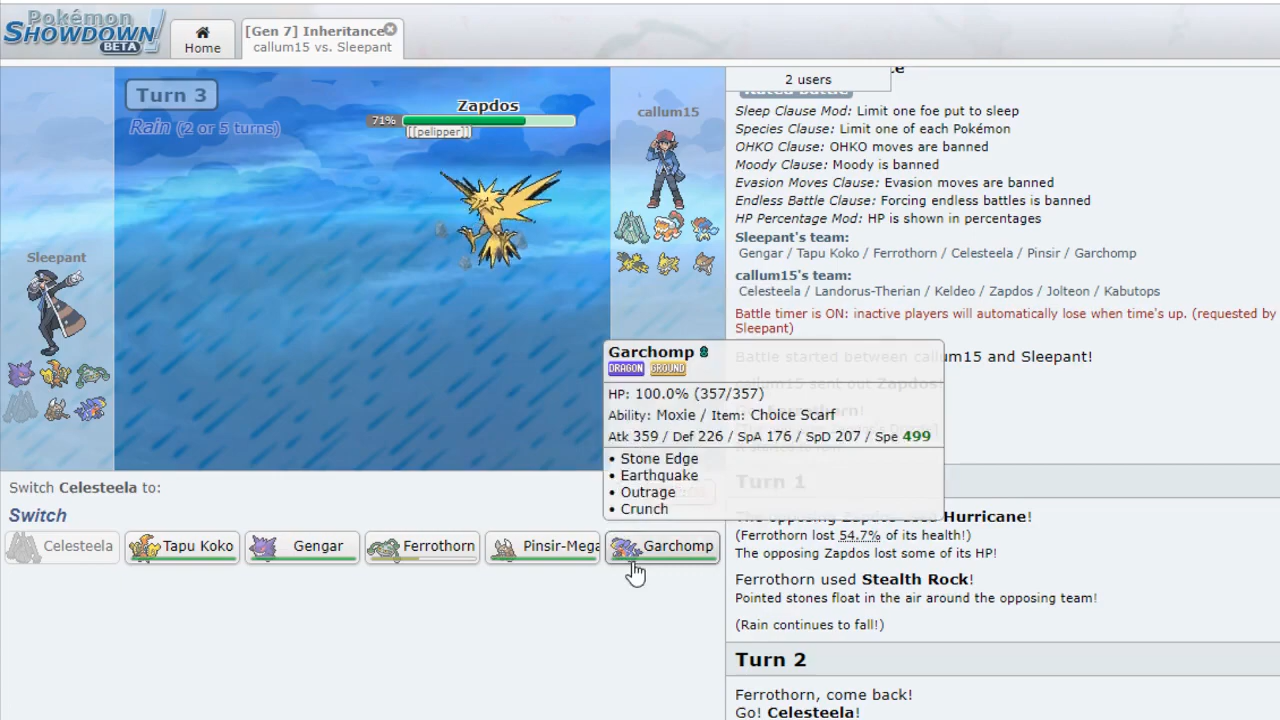 Pokémon
SHOWDOWN!
BETA
Home
[Gen 7] Inheritance
callum15 vs. Sleepant
Turn 3
Rain (2 or 5 turns)
Zapdos
71%
[[pelipper]]
callum15
Sleepant
2 users
Rated battle
Sleep Clause Mod: Limit one foe put to sleep
Species Clause: Limit one of each Pokémon
OHKO Clause: OHKO moves are banned
Moody Clause: Moody is banned
Evasion Moves Clause: Evasion moves are banned
Endless Battle Clause: Forcing endless battles is banned
HP Percentage Mod: HP is shown in percentages
Sleepant's team:
Gengar / Tapu Koko / Ferrothorn / Celesteela / Pinsir / Garchomp
callum15's team:
Celesteela / Landorus-Therian / Keldeo / Zapdos / Jolteon / Kabutops
Battle timer is ON: inactive players will automatically lose when time's up. (requested by
Sleepant)
Battle started between callum15 and Sleepant!
callum15 sent out Zapdos
Turn 1
The opposing Zapdos used Hurricane!
(Ferrothorn lost 54.7% of its health!)
The opposing Zapdos lost some of its HP!
Ferrothorn used Stealth Rock!
Pointed stones float in the air around the opposing team!
(Rain continues to fall!)
Turn 2
Ferrothorn, come back!
Go! Celesteela!
Garchomp 8
DRAGON GROUND
HP: 100.0% (357/357)
Ability: Moxie / Item: Choice Scarf
Atk 359 / Def 226 / SpA 176 / SpD 207 / Spe 499
• Stone Edge
• Earthquake
• Outrage
• Crunch
Switch Celesteela to:
Switch
Celesteela
Tapu Koko
Gengar
Ferrothorn
Pinsir-Mega
Garchomp